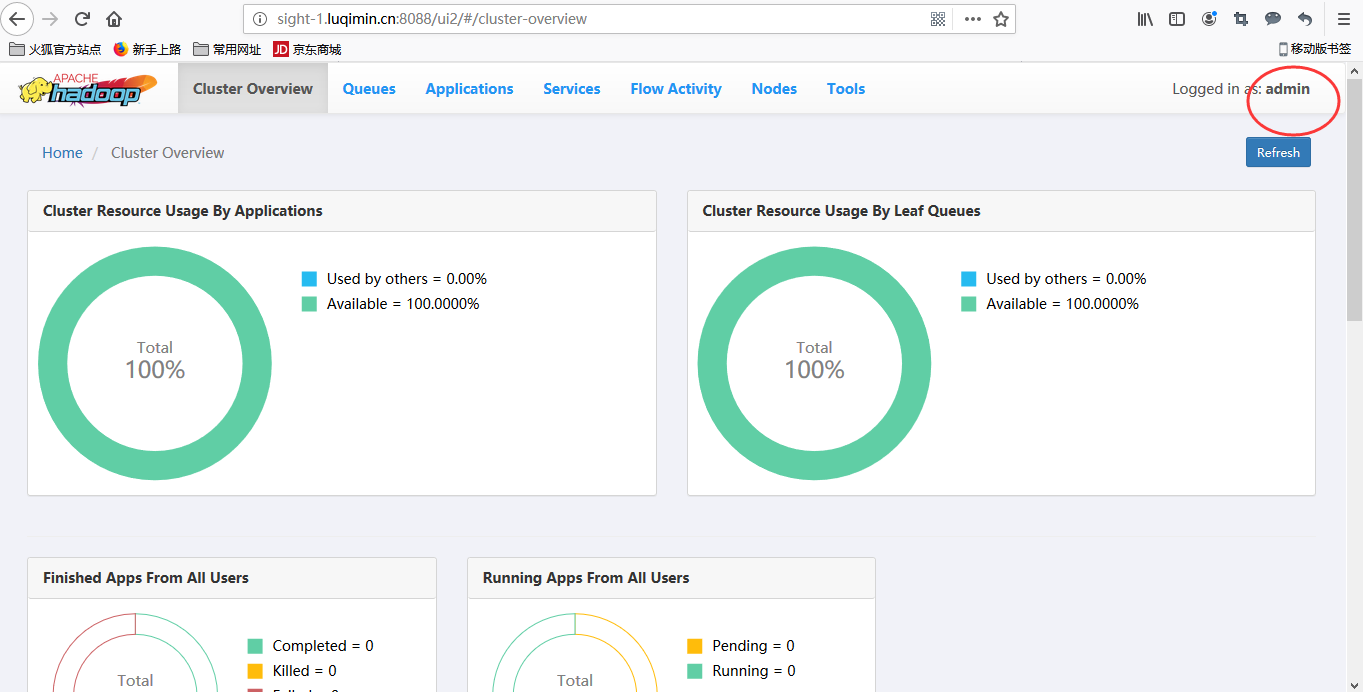 sight-1.luqimin.cn:8088/ui2/#/cluster-overview
火狐官方站点 新手上路 常用网址 JD 京东商城 移动版书签
APACHE hadoop Cluster Overview Queues Applications Services Flow Activity Nodes Tools Logged in as: admin
Home / Cluster Overview Refresh
Cluster Resource Usage By Applications
Used by others = 0.00%
Available = 100.0000%
Total
100%
Cluster Resource Usage By Leaf Queues
Used by others = 0.00%
Available = 100.0000%
Total
100%
Finished Apps From All Users
Completed = 0
Killed = 0
Total
Running Apps From All Users
Pending = 0
Running = 0
Total